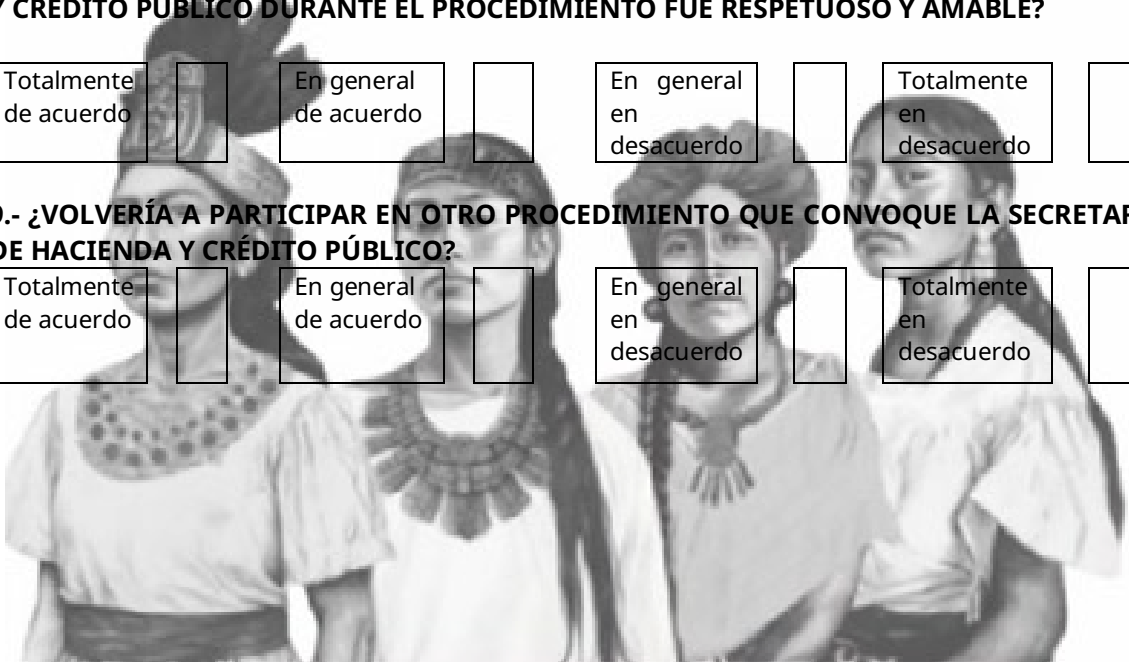 Y CRÉDITO PÚBLICO DURANTE EL PROCEDIMIENTO FUE RESPETUOSO Y AMABLE?
Totalmente En general En general Totalmente
de acuerdo de acuerdo en en
desacuerdo desacuerdo
9.- ¿VOLVERÍA A PARTICIPAR EN OTRO PROCEDIMIENTO QUE CONVOQUE LA SECRETAR
DE HACIENDA Y CRÉDITO PÚBLICO?
Totalmente En general En general Totalmente
de acuerdo de acuerdo en en
desacuerdo desacuerdo